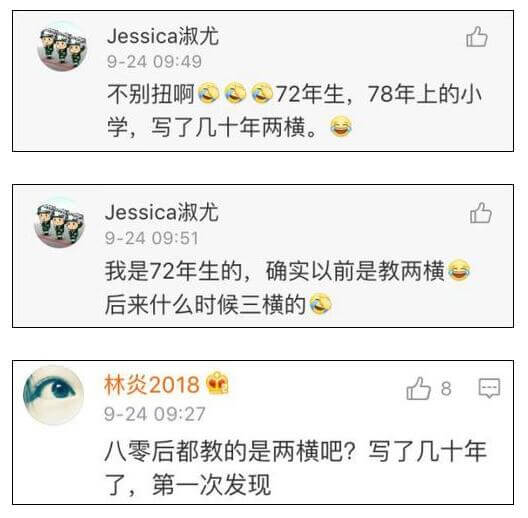 Jessica淑尤
9-24 09:49
不别扭啊🤣🤣🤣72年生，78年上的小
学，写了几十年两横。😂
Jessica淑尤
9-24 09:51
我是72年生的，确实以前是教两横😂
后来什么时候三横的🤣
林炎2018
8
9-24 09:27
八零后都教的是两横吧？写了几十年
了，第一次发现